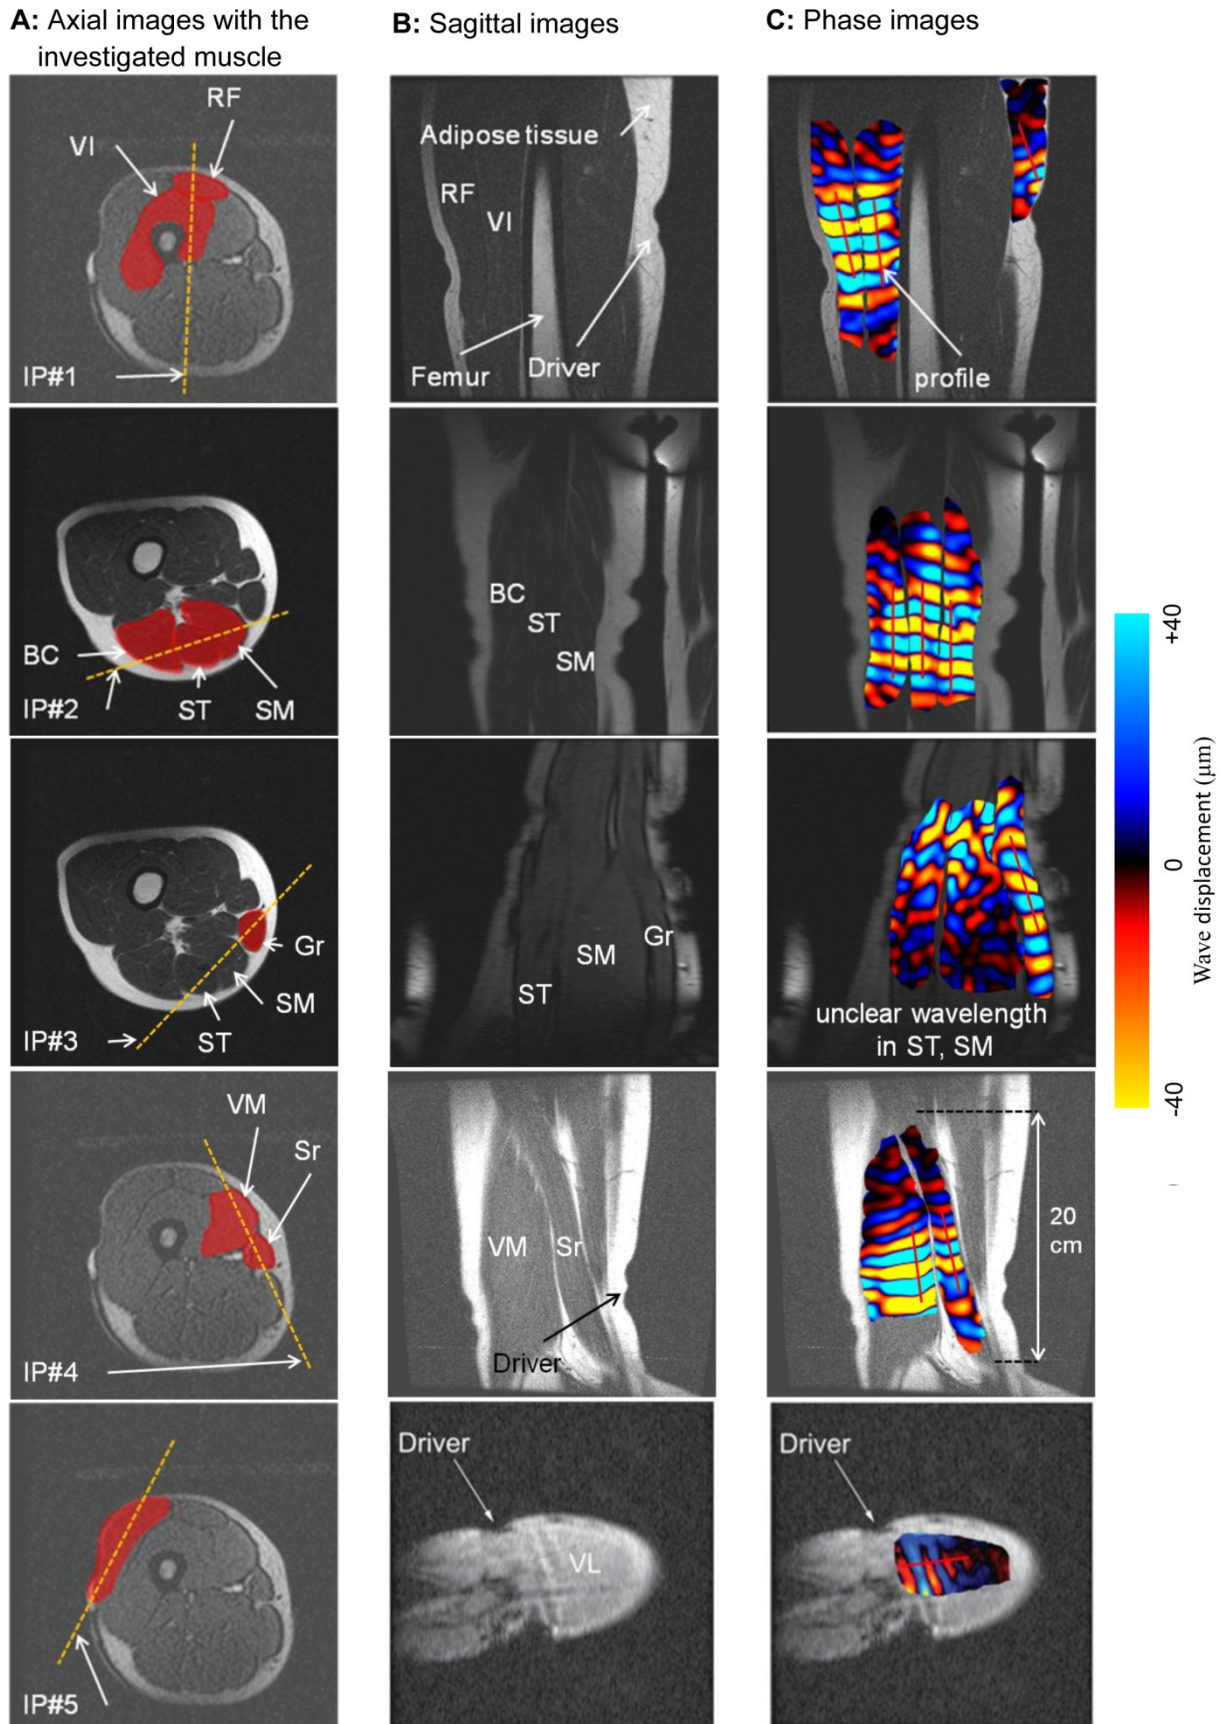 A: Axial images with the
investigated muscle
B: Sagittal images
C: Phase images
RF
VI
IP#1
Adipose tissue
RF
VI
Femur
Driver
profile
BC
IP#2
ST
SM
BC
ST
SM
Gr
SM
ST
IP#3
Gr
SM
ST
unclear wavelength
in ST, SM
+40
0
-40
Wave displacement (µm)
VM
Sr
IP#4
VM
Sr
Driver
20
cm
IP#5
Driver
VL
Driver